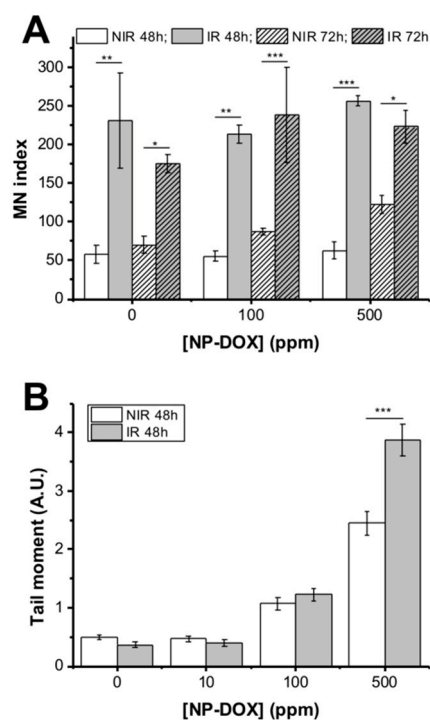 A
NIR 48h; IR 48h; NIR 72h; IR 72h
** * ** *** *** *
300
250
200
150
100
50
0
MN index
0 100 500
[NP-DOX] (ppm)
B
NIR 48h
IR 48h
***
4
3
2
1
0
Tail moment (A.U.)
0 10 100 500
[NP-DOX] (ppm)